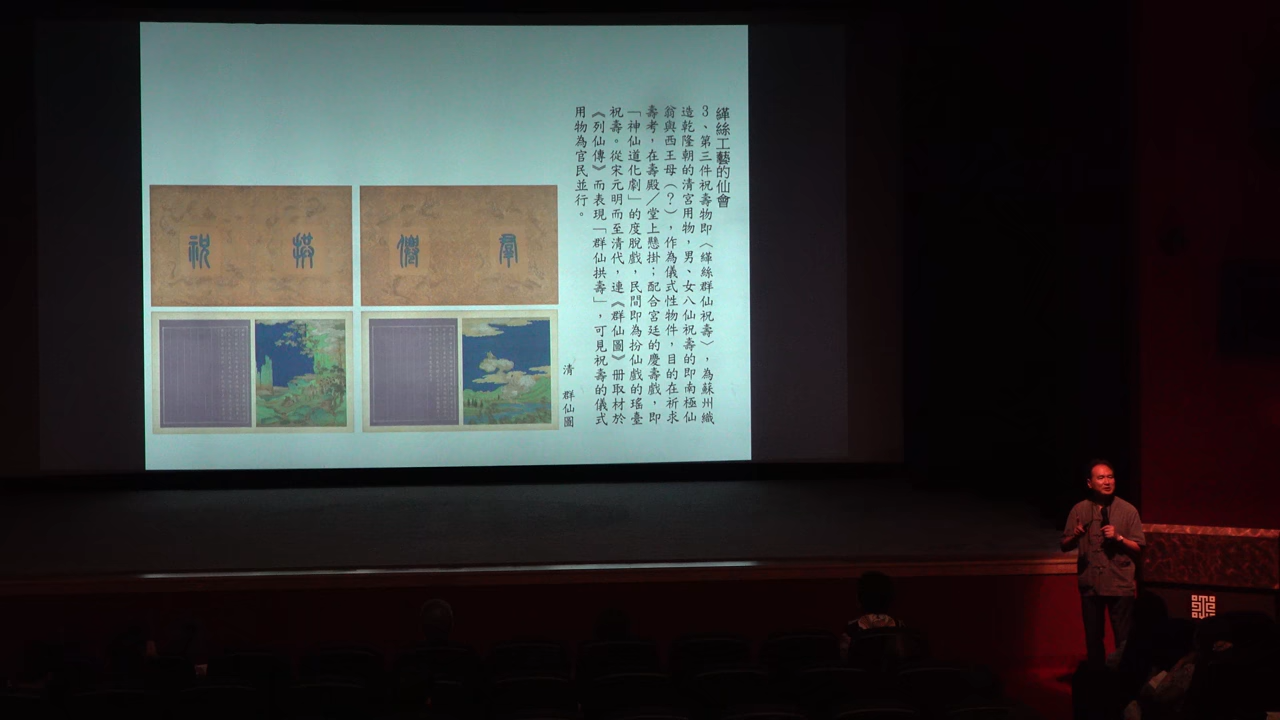 緙絲工藝的仙會
3、第三件祝壽物即〈緙絲群仙祝壽〉，為蘇州織
造乾隆朝的清宮用物，男、女八仙祝壽的即南極仙
翁與西王母（？），作為儀式性物件，目的在祈求
壽考，在壽殿／堂上懸掛；配合宮廷的慶壽戲，即
「神仙道化劇」的度脫戲，民間即為扮仙戲的瑤臺
祝壽。從宋元明而至清代，連《群仙圖》冊取材於
《列仙傳》而表現「群仙拱壽」，可見祝壽的儀式
用物為官民並行。
清 群仙圖
羣僊
拱祝